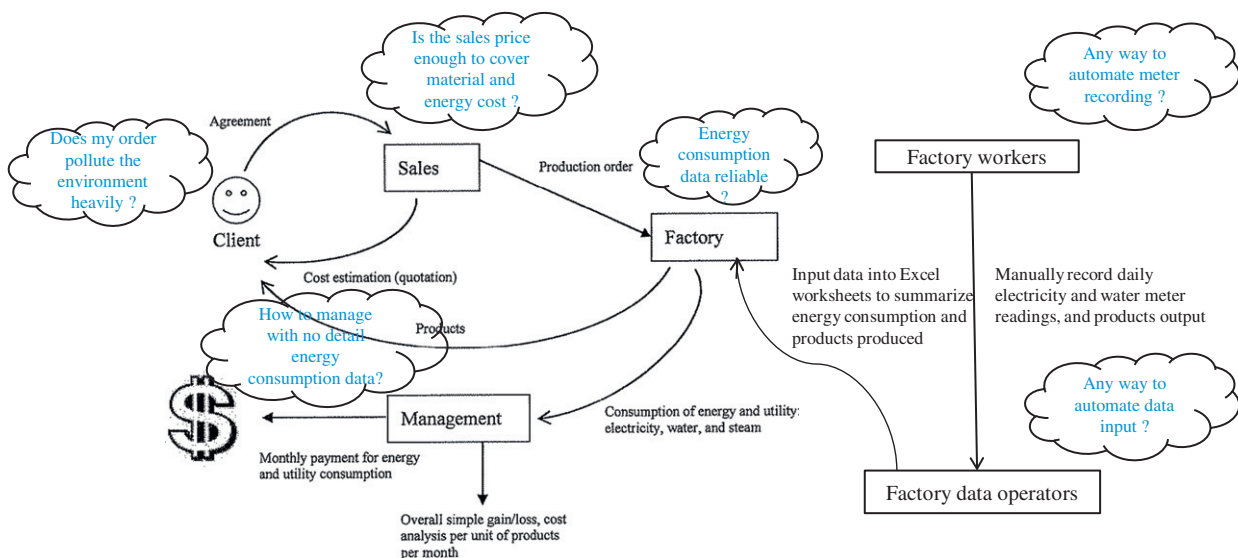 Is the sales price
enough to cover
material and
energy cost ?
Any way to
automate meter
recording ?
Does my order
pollute the
environment
heavily ?
Agreement
Energy
consumption
data reliable
?
Sales
Production order
Factory workers
Client
Factory
Cost estimation (quotation)
Input data into Excel
worksheets to summarize
energy consumption and
products produced
Manually record daily
electricity and water meter
readings, and products output
How to manage
with no detail
energy
consumption data?
Products
Any way to
automate data
input ?
$
Management
Consumption of energy and utility:
electricity, water, and steam
Monthly payment for energy
and utility consumption
Factory data operators
Overall simple gain/loss, cost
analysis per unit of products
per month